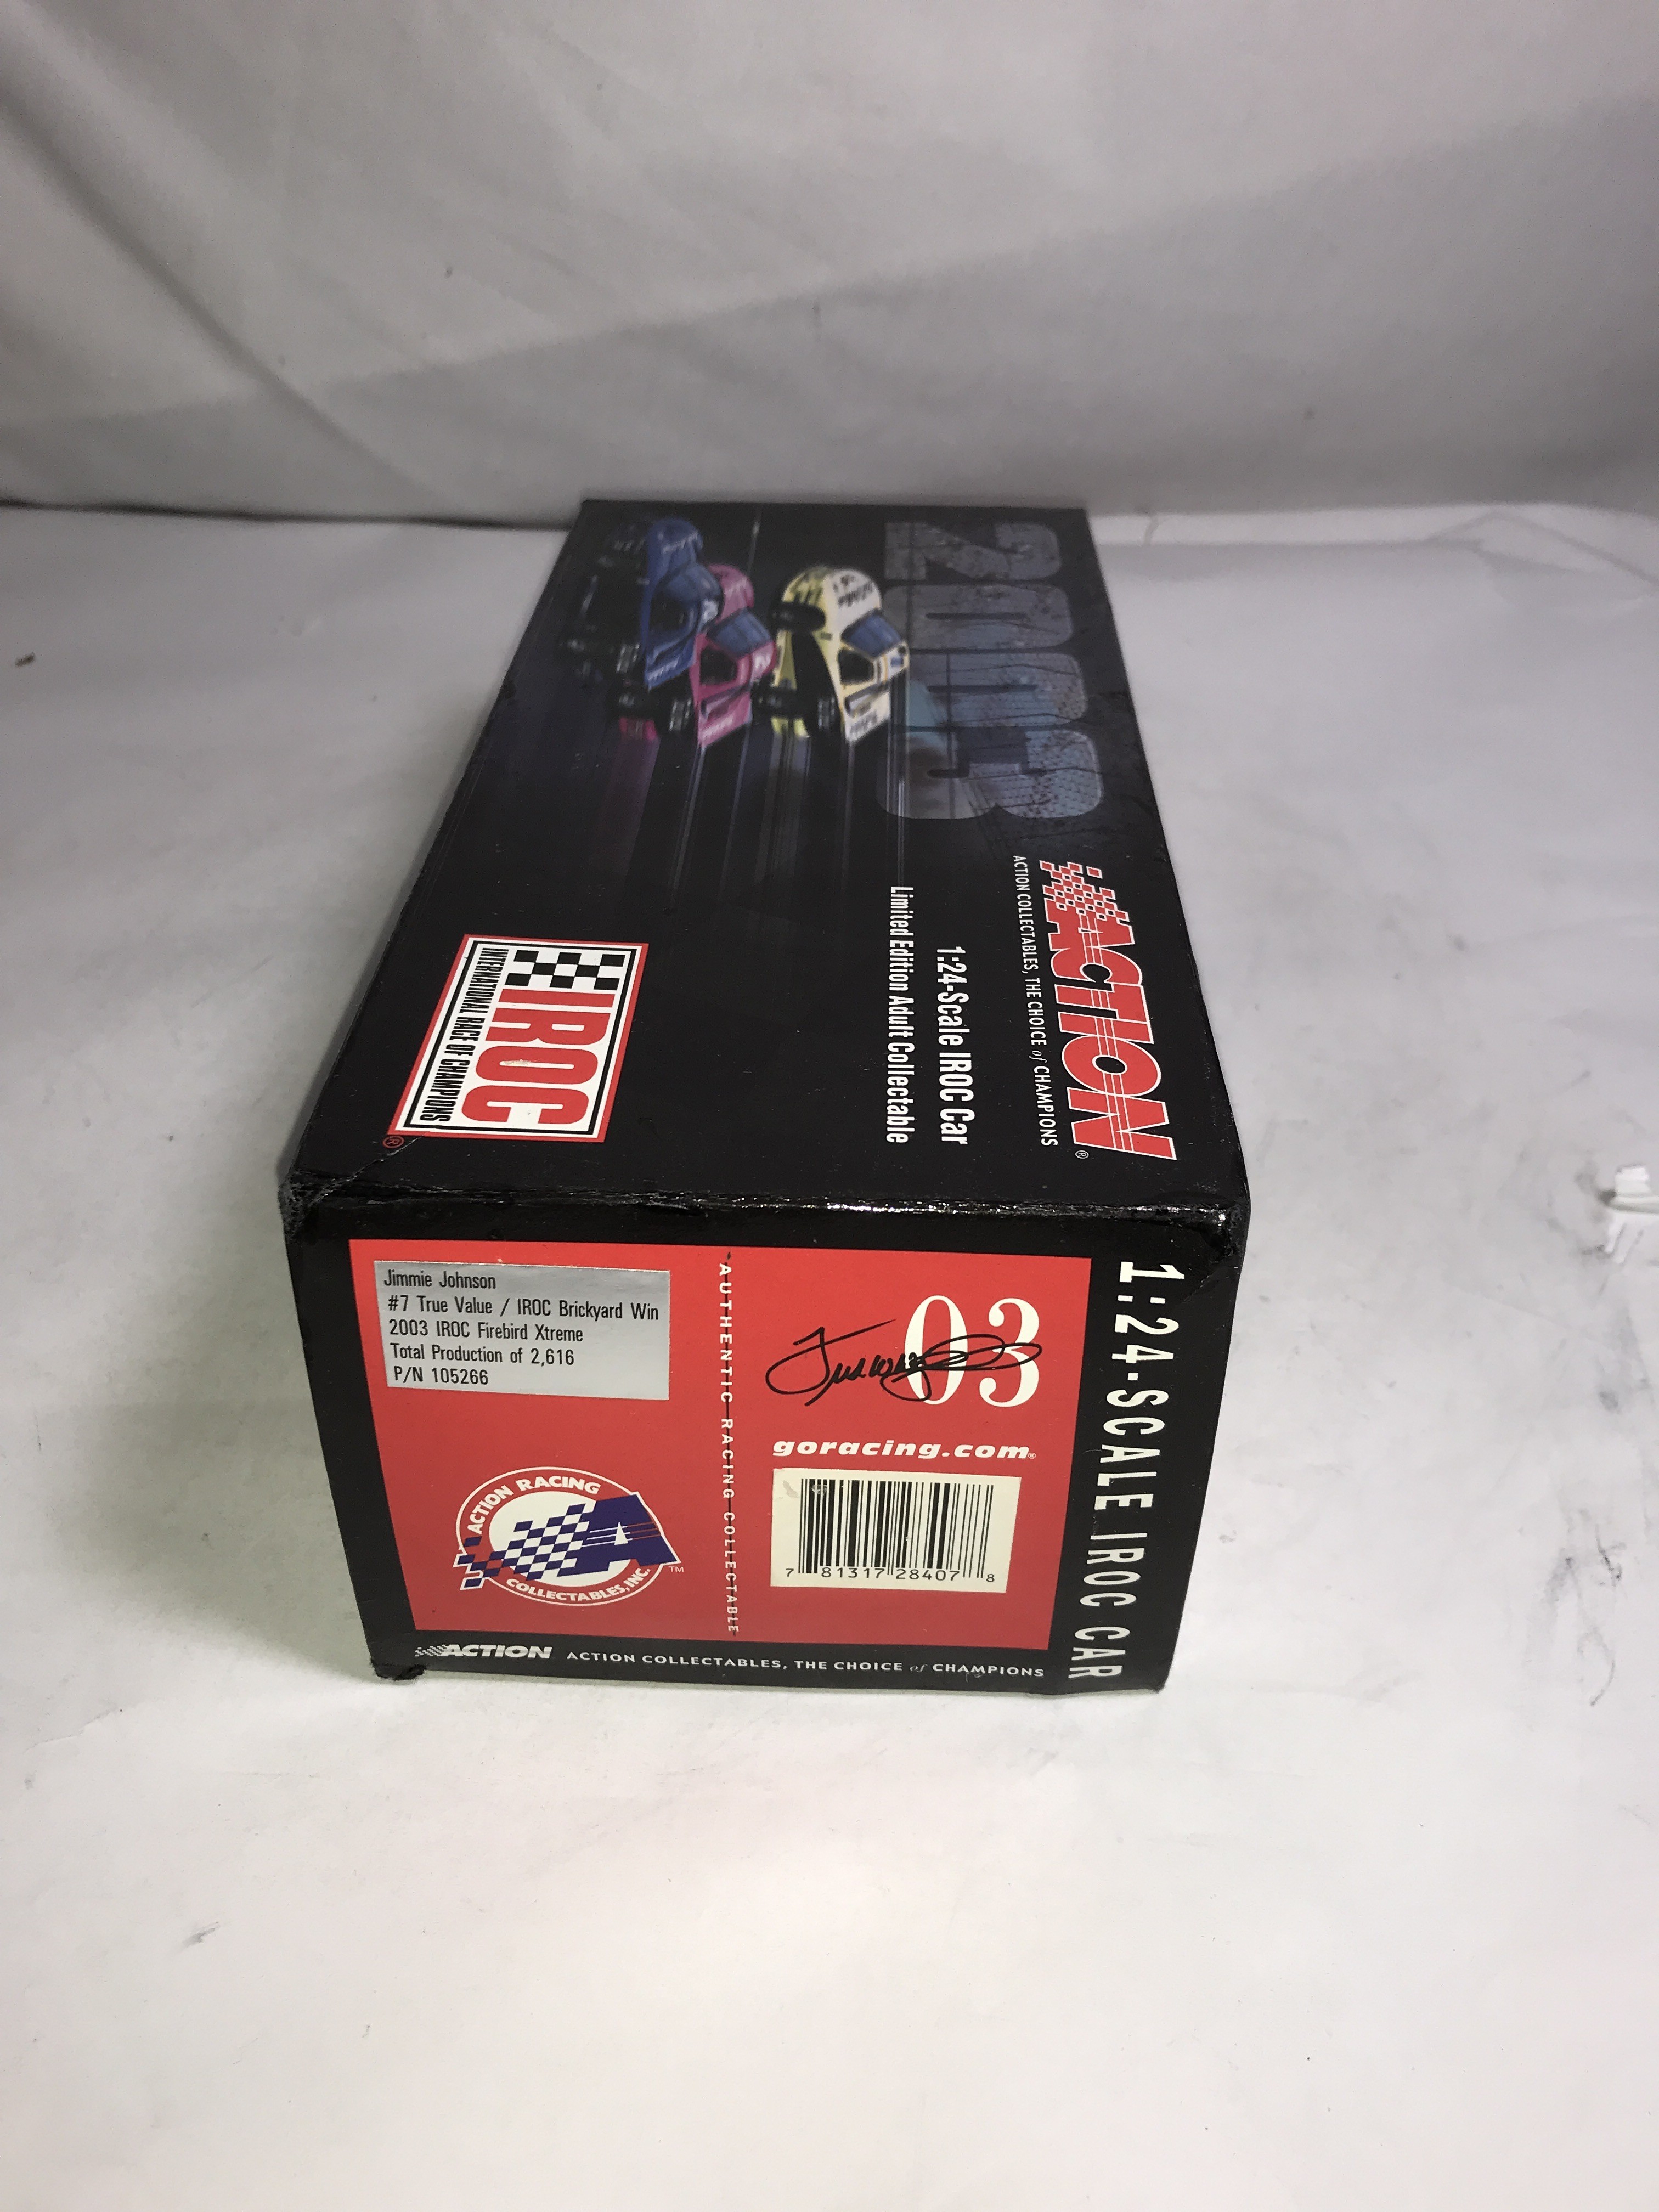 2003
ACTION®
ACTION COLLECTABLES, THE CHOICE of CHAMPIONS
1:24-Scale IROC Car
Limited Edition Adult Collectable
IROC
INTERNATIONAL RACE OF CHAMPIONS
®
1:24-SCALE IROC CAR
Jimmie Johnson
#7 True Value / IROC Brickyard Win
2003 IROC Firebird Xtreme
Total Production of 2,616
P/N 105266
AUTHENTIC RACING COLLECTABLE
03
goracing.com®
7 81317 28407 8
ACTION RACING
A
COLLECTABLES, INC.
TM
ACTION ACTION COLLECTABLES, THE CHOICE of CHAMPIONS